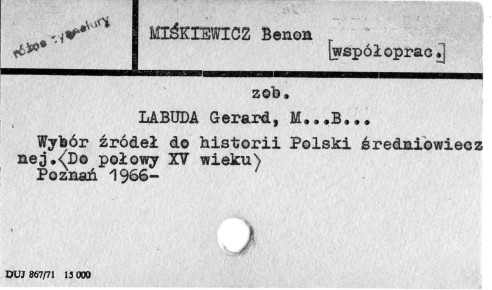 różne sygnatury
MIŚKIEWICZ Benon
[współoprac.]
zob.
LABUDA Gerard, M...B...
Wybór źródeł do historii Polski średniowiecz
nej.<Do połowy XV wieku>
Poznań 1966-
DUJ 867/71 15 000